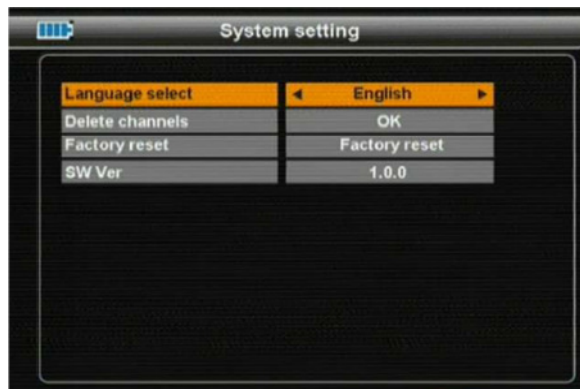 System setting
Language select English
Delete channels OK
Factory reset Factory reset
SW Ver 1.0.0